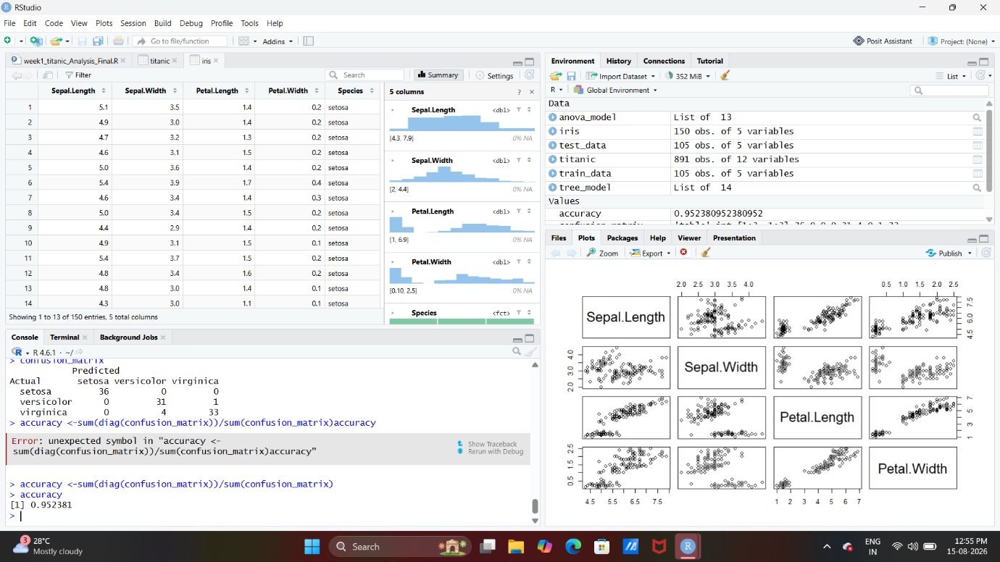 RStudio
File Edit Code View Plots Session Build Debug Profile Tools Help
Go to file/function Addins Posit Assistant Project: (None)
week1_titanic_Analysis_Final.R titanic iris
Filter Search Summary Settings
Sepal.Length Sepal.Width Petal.Length Petal.Width Species
1 5.1 3.5 1.4 0.2 setosa
2 4.9 3.0 1.4 0.2 setosa
3 4.7 3.2 1.3 0.2 setosa
4 4.6 3.1 1.5 0.2 setosa
5 5.0 3.6 1.4 0.2 setosa
6 5.4 3.9 1.7 0.4 setosa
7 4.6 3.4 1.4 0.3 setosa
8 5.0 3.4 1.5 0.2 setosa
9 4.4 2.9 1.4 0.2 setosa
10 4.9 3.1 1.5 0.1 setosa
11 5.4 3.7 1.5 0.2 setosa
12 4.8 3.4 1.6 0.2 setosa
13 4.8 3.0 1.4 0.1 setosa
14 4.3 3.0 1.1 0.1 setosa
Showing 1 to 13 of 150 entries, 5 total columns
5 columns ?
Sepal.Length <dbl>
[4.3, 7.9] 0% NA
Sepal.Width <dbl>
[2, 4.4] 0% NA
Petal.Length <dbl>
[1, 6.9] 0% NA
Petal.Width <dbl>
[0.10, 2.5] 0% NA
Species <fct>
Console Terminal Background Jobs
R R 4.6.1 · ~/
> confusion_matrix
Predicted
Actual setosa versicolor virginica
setosa 36 0 0
versicolor 0 31 1
virginica 0 4 33
> accuracy <-sum(diag(confusion_matrix))/sum(confusion_matrix)accuracy
Error: unexpected symbol in "accuracy <-
sum(diag(confusion_matrix))/sum(confusion_matrix)accuracy"
Show Traceback
Rerun with Debug
> accuracy <-sum(diag(confusion_matrix))/sum(confusion_matrix)
> accuracy
[1] 0.952381
>
Environment History Connections Tutorial
Import Dataset 352 MiB List
R Global Environment
Data
anova_model List of 13
iris 150 obs. of 5 variables
test_data 105 obs. of 5 variables
titanic 891 obs. of 12 variables
train_data 105 obs. of 5 variables
tree_model List of 14
Values
accuracy 0.952380952380952
Files Plots Packages Help Viewer Presentation
Zoom Export Publish
2.0 2.5 3.0 3.5 4.0 0.5 1.0 1.5 2.0 2.5
Sepal.Length 4.5 6.0 7.5
2.0 3.0 4.0 Sepal.Width
Petal.Length 1 3 5 7
0.5 1.5 2.5 Petal.Width
4.5 5.5 6.5 7.5 1 2 3 4 5 6 7
3 28°C
Mostly cloudy
Search
ENG
IN
12:55 PM
15-08-2026